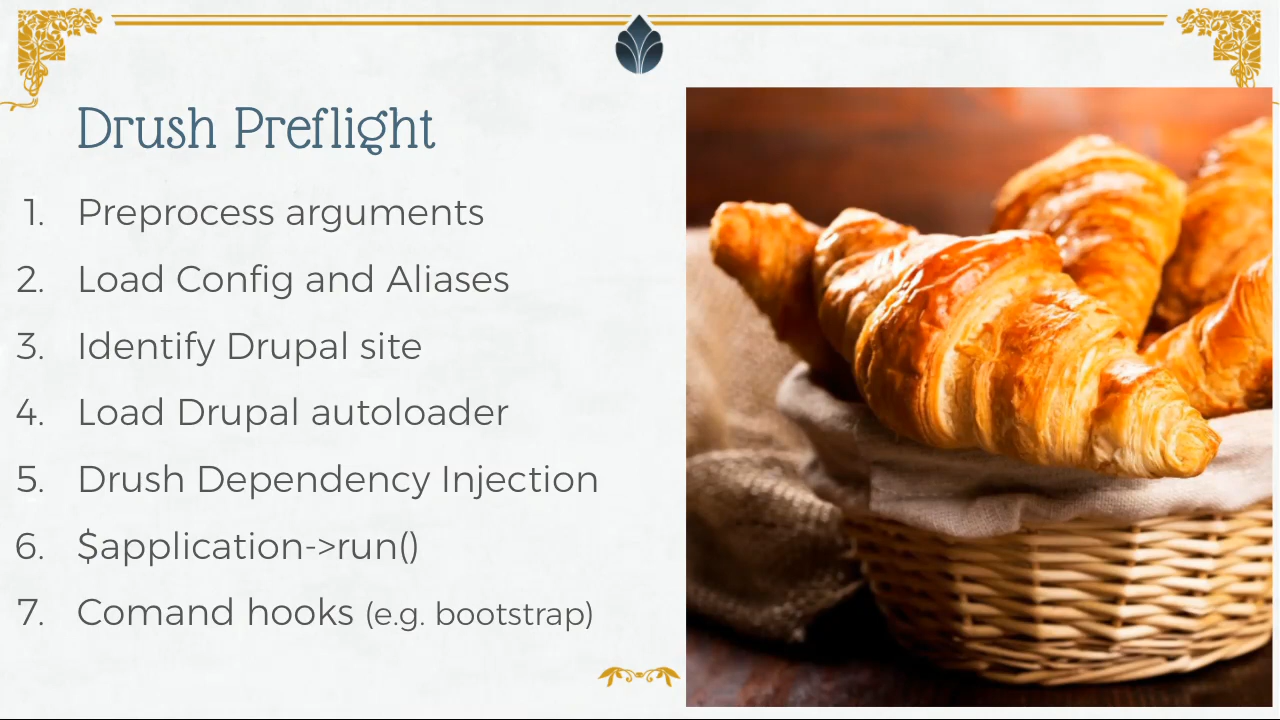 Drush Preflight
1. Preprocess arguments
2. Load Config and Aliases
3. Identify Drupal site
4. Load Drupal autoloader
5. Drush Dependency Injection
6. $application->run()
7. Comand hooks (e.g. bootstrap)